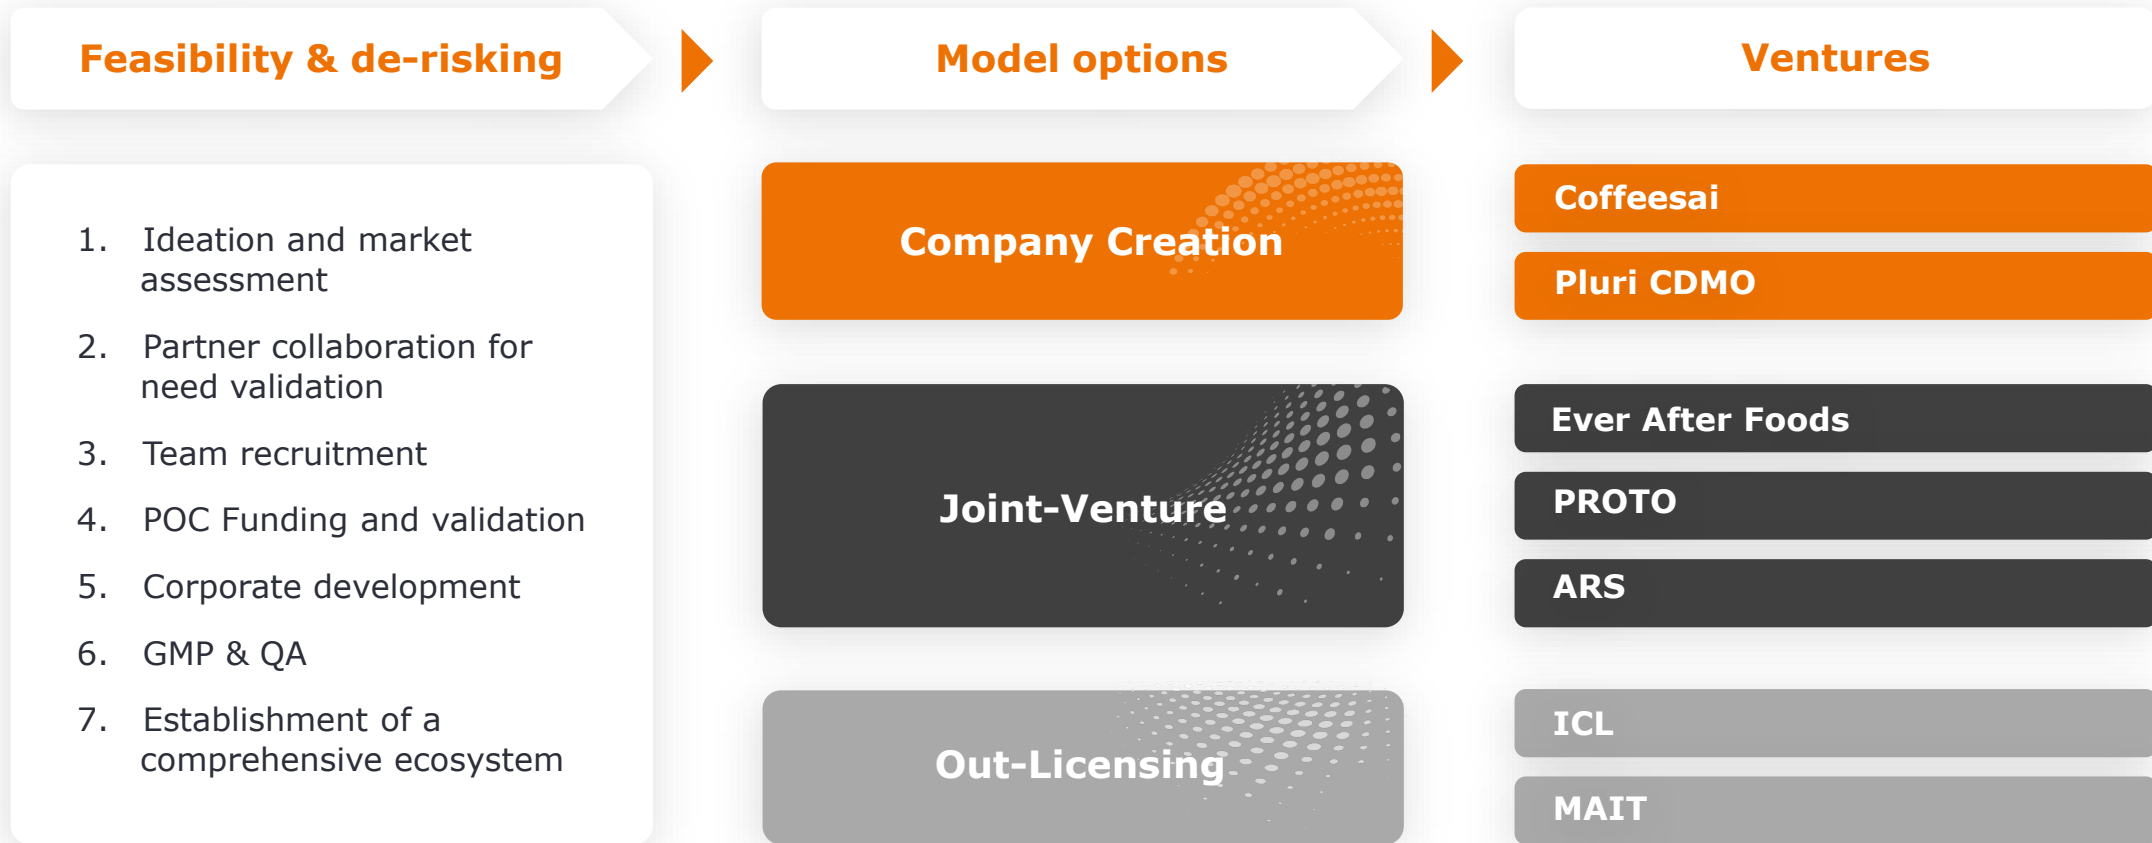 Feasibility & de-risking
1. Ideation and market
assessment
2. Partner collaboration for
need validation
3. Team recruitment
4. POC Funding and validation
5. Corporate development
6. GMP & QA
7. Establishment of a
comprehensive ecosystem
Model options
Company Creation
Joint-Venture
Out-Licensing
Ventures
Coffeesai
Pluri CDMO
Ever After Foods
PROTO
ARS
ICL
MAIT